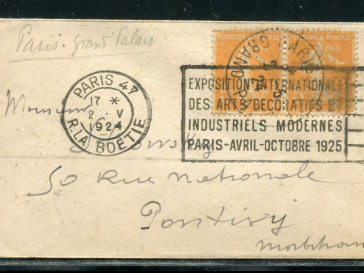 Paris - Grand Palais
PARIS 47
17 *
2 V
1924
R. LA BOETIE
EXPOSITION INTERNATIONALE
DES ARTS DECORATIFS ET
INDUSTRIELS MODERNES
PARIS-AVRIL-OCTOBRE 1925
Monsieur
50 Rue Nationale
Pontivy
Morbihan